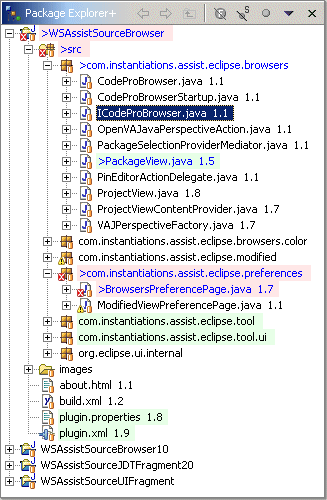 Package Explorer+
>WSAssistSourceBrowser
>src
>com.instantiations.assist.eclipse.browsers
CodeProBrowser.java 1.1
CodeProBrowserStartup.java 1.1
ICodeProBrowser.java 1.1
OpenVAJavaPerspectiveAction.java 1.1
PackageSelectionProviderMediator.java 1.1
>PackageView.java 1.5
PinEditorActionDelegate.java 1.1
ProjectView.java 1.8
ProjectViewContentProvider.java 1.7
VAJPerspectiveFactory.java 1.7
com.instantiations.assist.eclipse.browsers.color
com.instantiations.assist.eclipse.modified
>com.instantiations.assist.eclipse.preferences
>BrowsersPreferencePage.java 1.7
ModifiedViewPreferencePage.java 1.1
com.instantiations.assist.eclipse.tool
com.instantiations.assist.eclipse.tool.ui
org.eclipse.ui.internal
images
about.html 1.1
build.xml 1.2
plugin.properties 1.8
plugin.xml 1.9
WSAssistSourceBrowser10
WSAssistSourceJDTFragment20
WSAssistSourceUIFragment